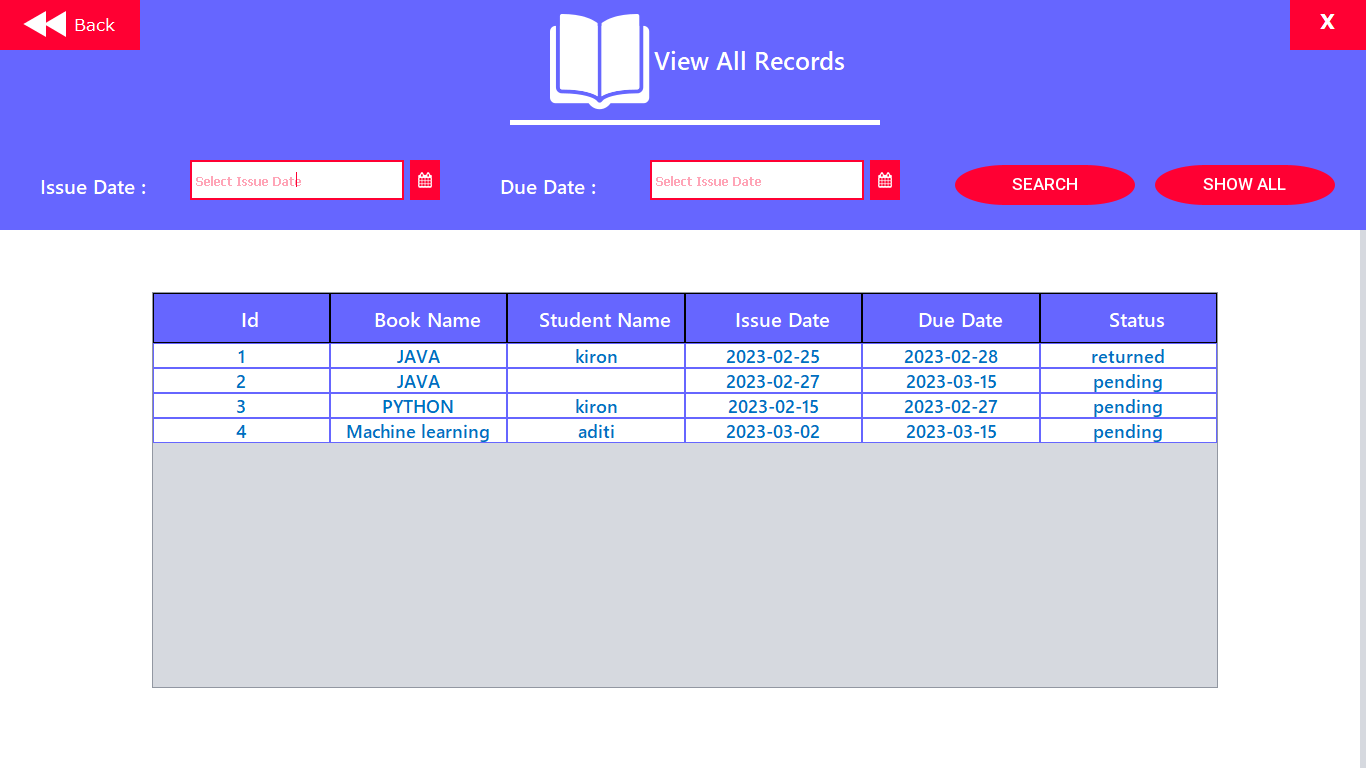 Back
X
View All Records
Issue Date : Select Issue Date Due Date : Select Issue Date SEARCH SHOW ALL
Id Book Name Student Name Issue Date Due Date Status
1 JAVA kiron 2023-02-25 2023-02-28 returned
2 JAVA 2023-02-27 2023-03-15 pending
3 PYTHON kiron 2023-02-15 2023-02-27 pending
4 Machine learning aditi 2023-03-02 2023-03-15 pending